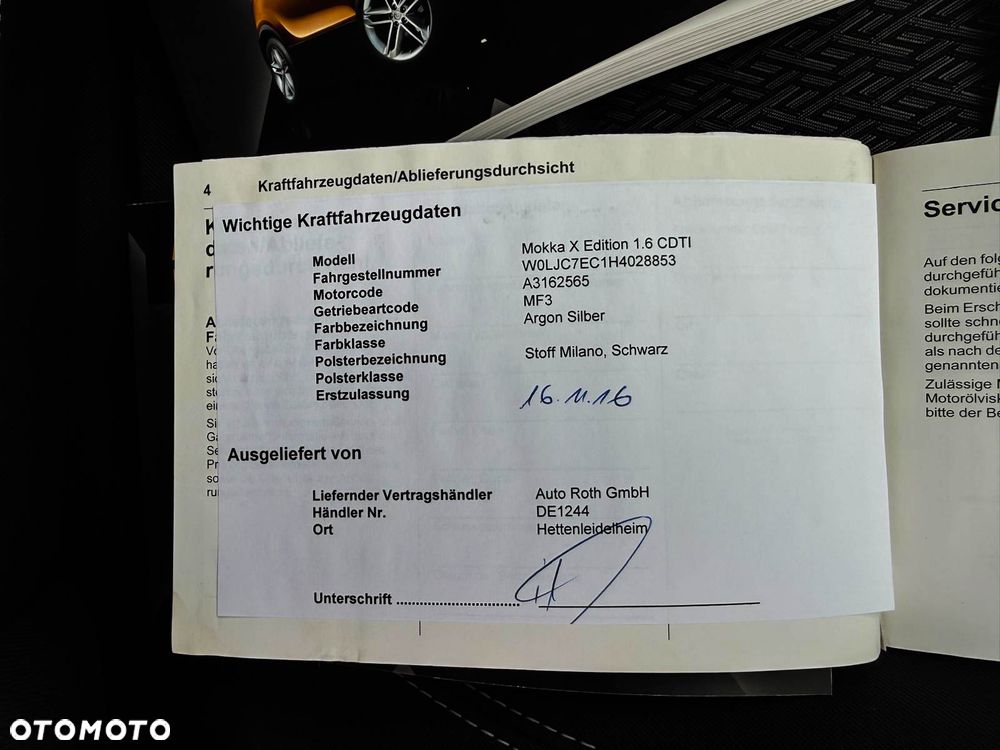 4 Kraftfahrzeugdaten/Ablieferungsdurchsicht
Wichtige Kraftfahrzeugdaten
Modell Mokka X Edition 1.6 CDTI
Fahrgestellnummer W0LJC7EC1H4028853
Motorcode A3162565
Getriebeartcode MF3
Farbbezeichnung Argon Silber
Farbklasse
Polsterbezeichnung Stoff Milano, Schwarz
Polsterklasse
Erstzulassung 16.11.16
Ausgeliefert von
Liefernder Vertragshändler Auto Roth GmbH
Händler Nr. DE1244
Ort Hettenleidelheim
Unterschrift
Servic
Auf den folg
durchgefüh
dokumentie
Beim Ersch
sollte schn
durchgefüh
als nach de
genannten
Zulässige M
Motorölvisk
bitte der Be
OTOMOTO